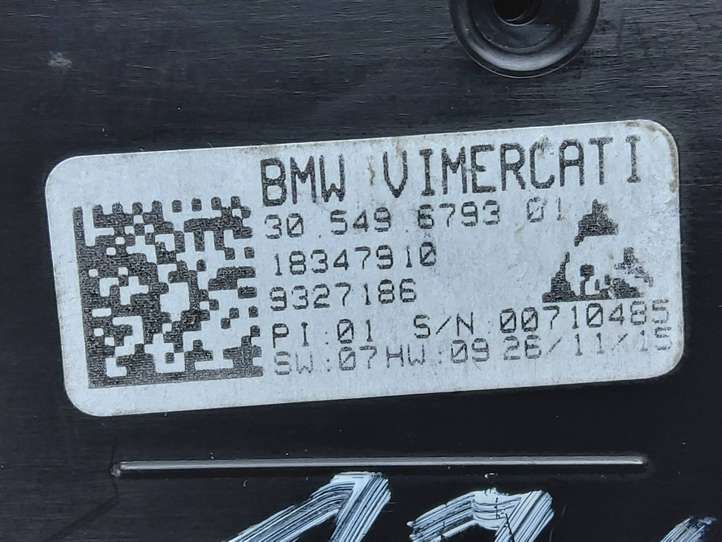 BMW VIMERCATI
30 549 6793 01
18347910
9327186
PI:01 S/N:00710485
SW:07 HW:09 26/11/15